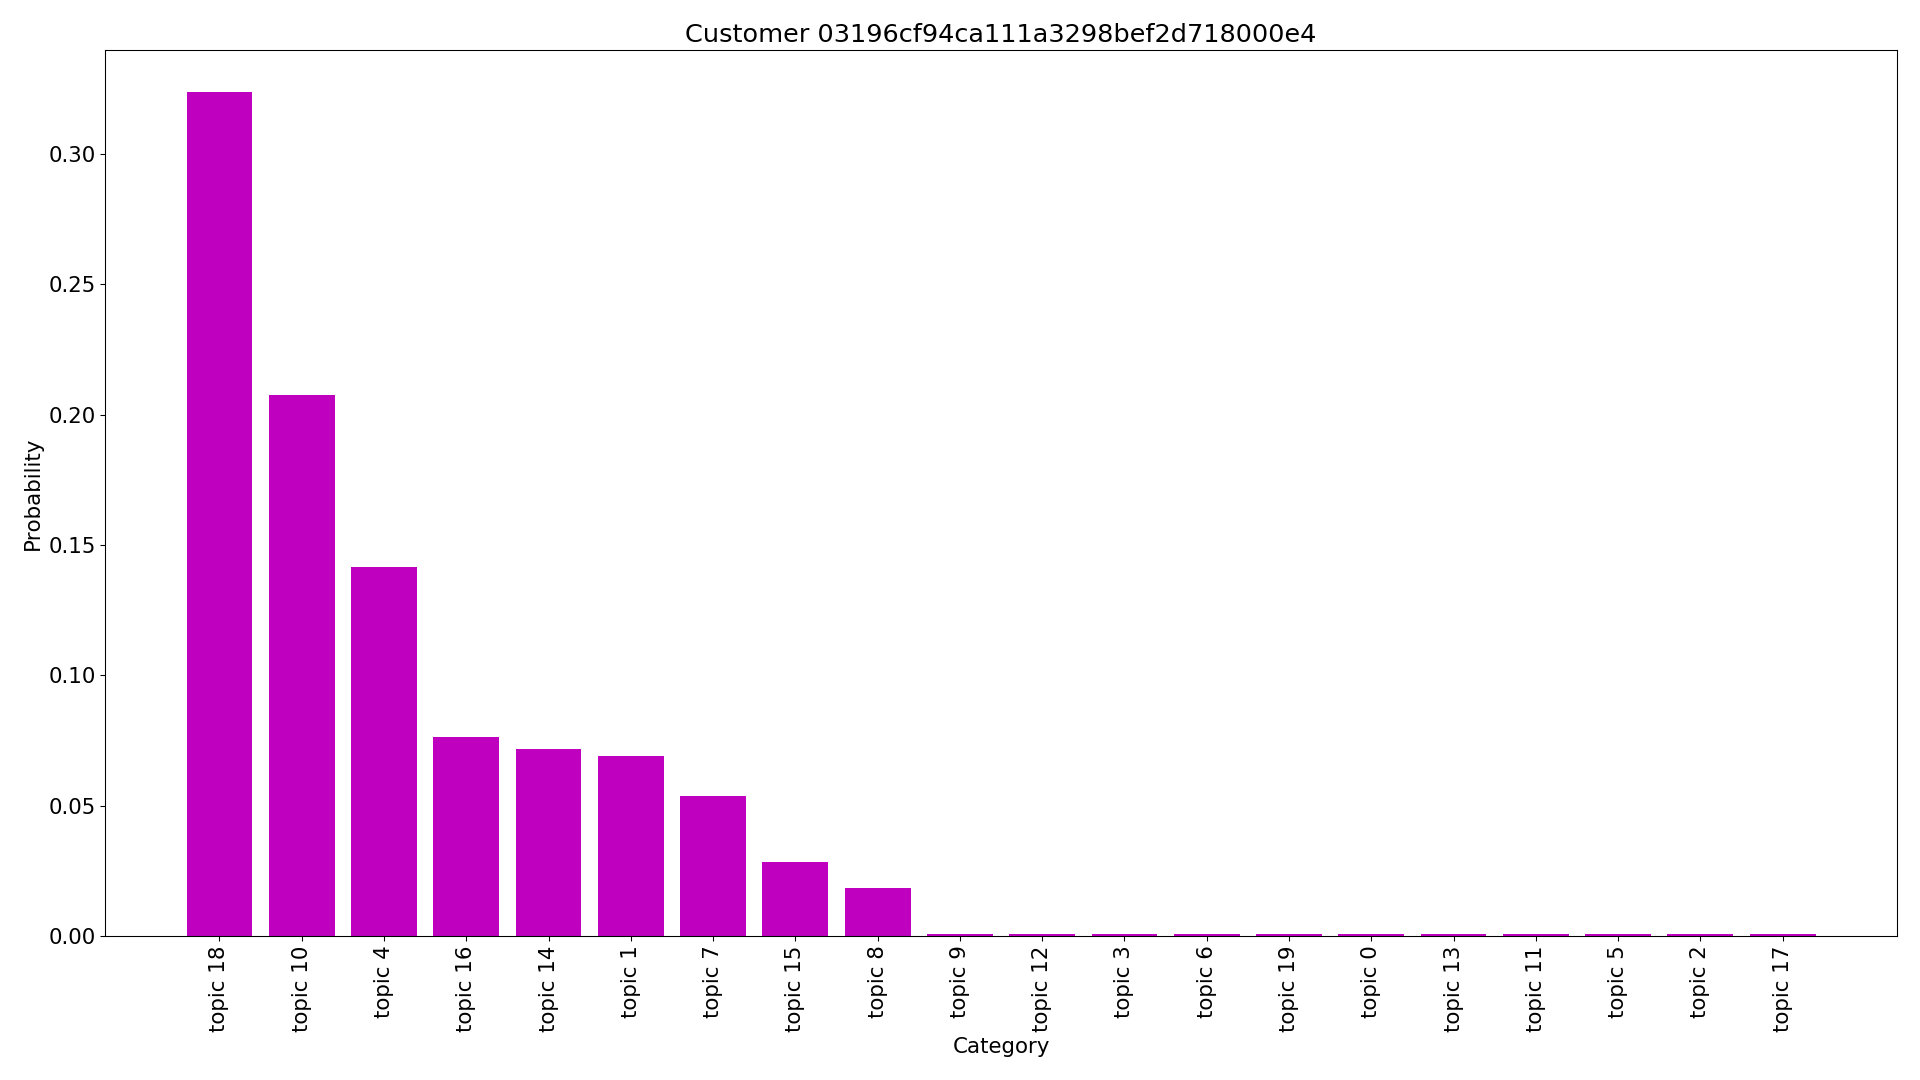 Customer 03196cf94ca111a3298bef2d718000e4
Probability
0.30
0.25
0.20
0.15
0.10
0.05
0.00
topic 18
topic 10
topic 4
topic 16
topic 14
topic 1
topic 7
topic 15
topic 8
topic 9
topic 12
topic 3
topic 6
topic 19
topic 0
topic 13
topic 11
topic 5
topic 2
topic 17
Category